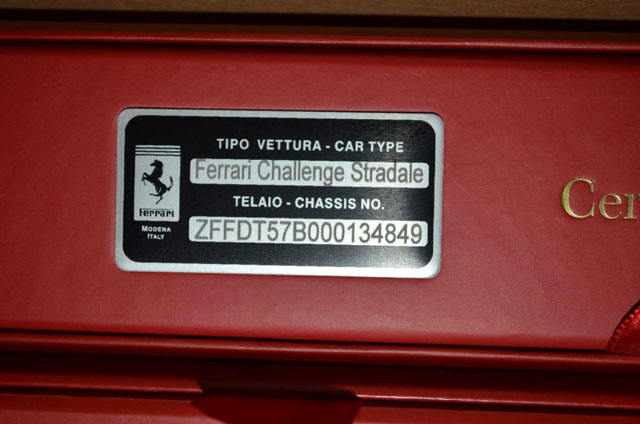 TIPO VETTURA - CAR TYPE
Ferrari Challenge Stradale
TELAIO - CHASSIS NO.
ZFFDT57B000134849
Ferrari
MODENA
ITALY
Cer